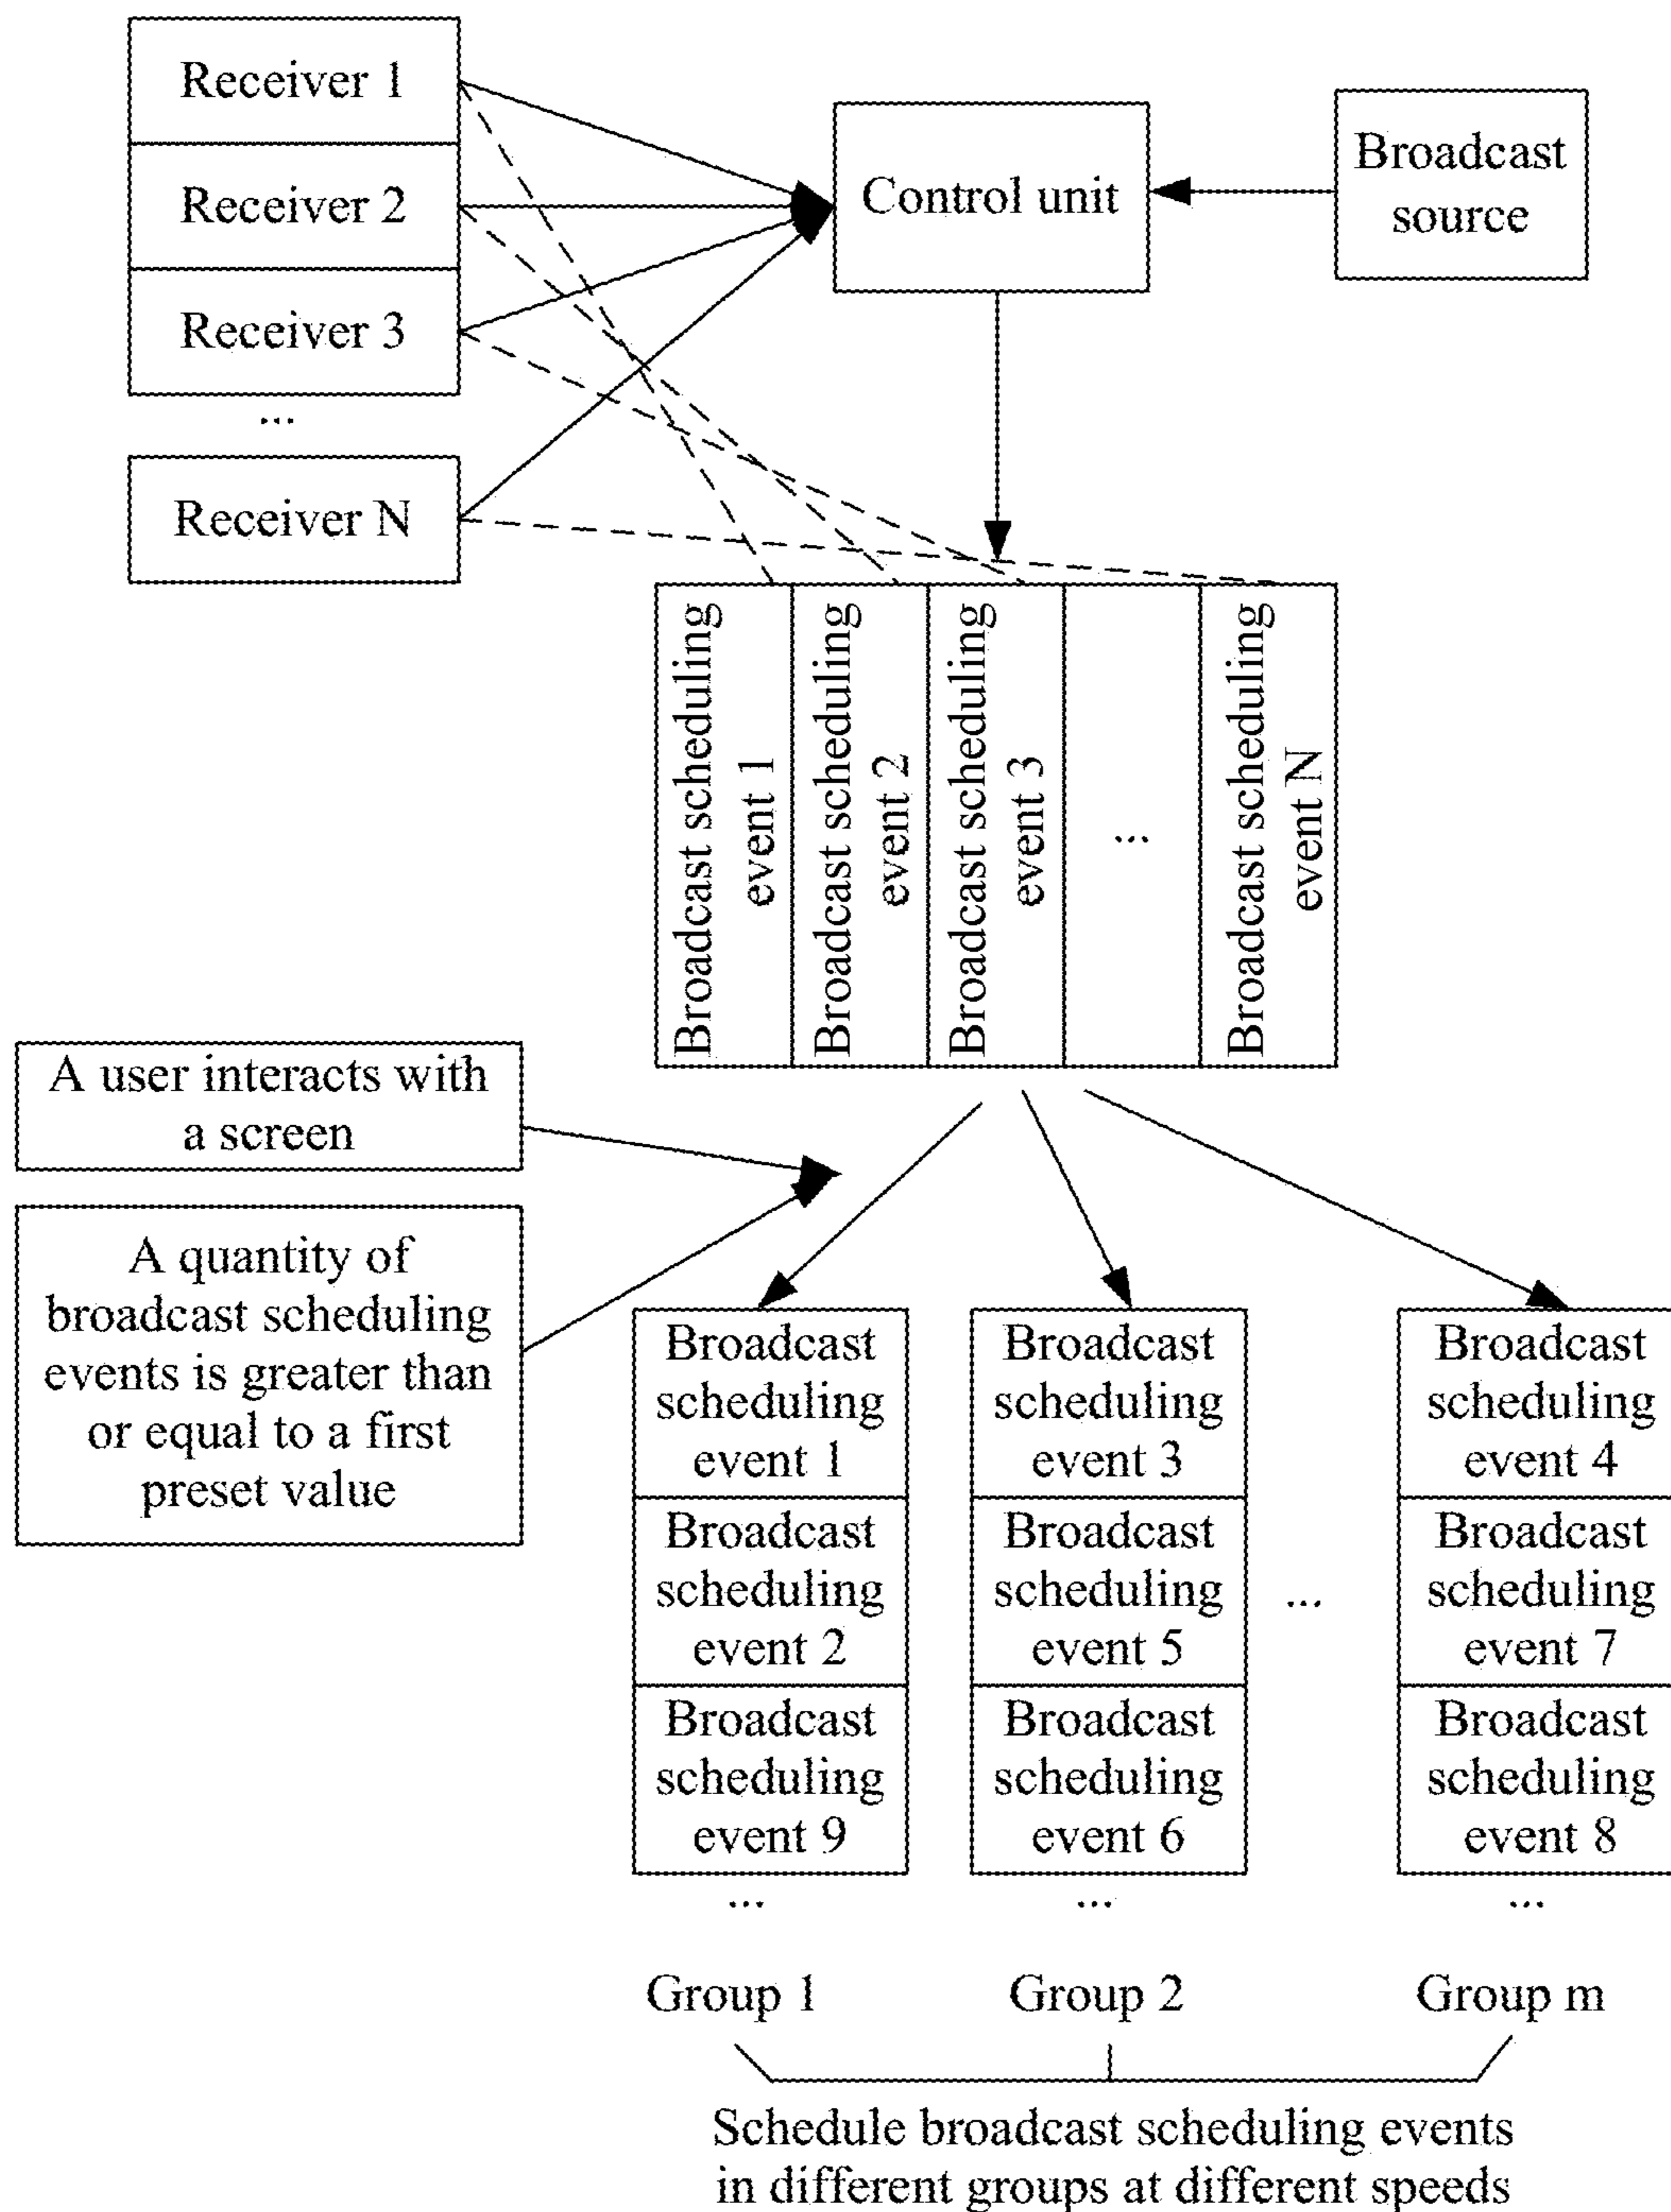 Receiver 1
Receiver 2
Receiver 3
...
Receiver N
Control unit
Broadcast
source
Broadcast scheduling
event 1
Broadcast scheduling
event 2
Broadcast scheduling
event 3
...
Broadcast scheduling
event N
A user interacts with
a screen
A quantity of
broadcast scheduling
events is greater than
or equal to a first
preset value
Broadcast
scheduling
event 1
Broadcast
scheduling
event 2
Broadcast
scheduling
event 9
...
Group 1
Broadcast
scheduling
event 3
Broadcast
scheduling
event 5
Broadcast
scheduling
event 6
...
Group 2
...
Broadcast
scheduling
event 4
Broadcast
scheduling
event 7
Broadcast
scheduling
event 8
...
Group m
Schedule broadcast scheduling events
in different groups at different speeds